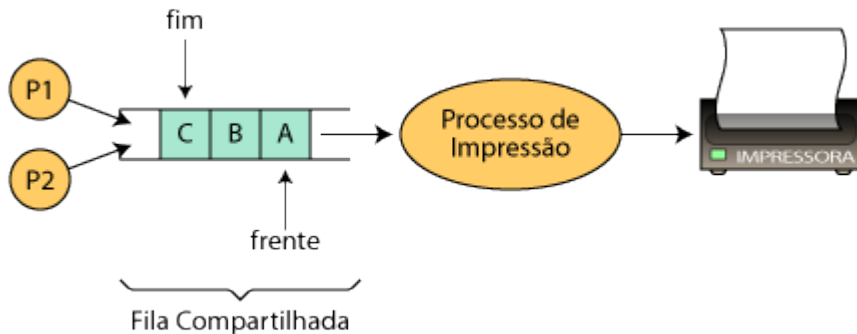 fim
P1
P2
C B A
Processo de
Impressão
IMPRESSORA
frente
Fila Compartilhada